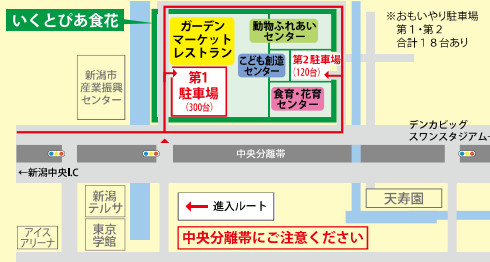 いくとぴあ食花
ガーデン
マーケット
レストラン
動物ふれあい
センター
※おもいやり駐車場
第1・第2
合計18台あり
こども創造
センター
第2駐車場
(120台)
新潟市
産業振興
センター
第1
駐車場
(300台)
食育・花育
センター
デンカビッグ
スワンスタジアム→
中央分離帯
←新潟中央I.C
新潟
テルサ
天寿園
進入ルート
アイス
アリーナ
東京
学館
中央分離帯にご注意ください